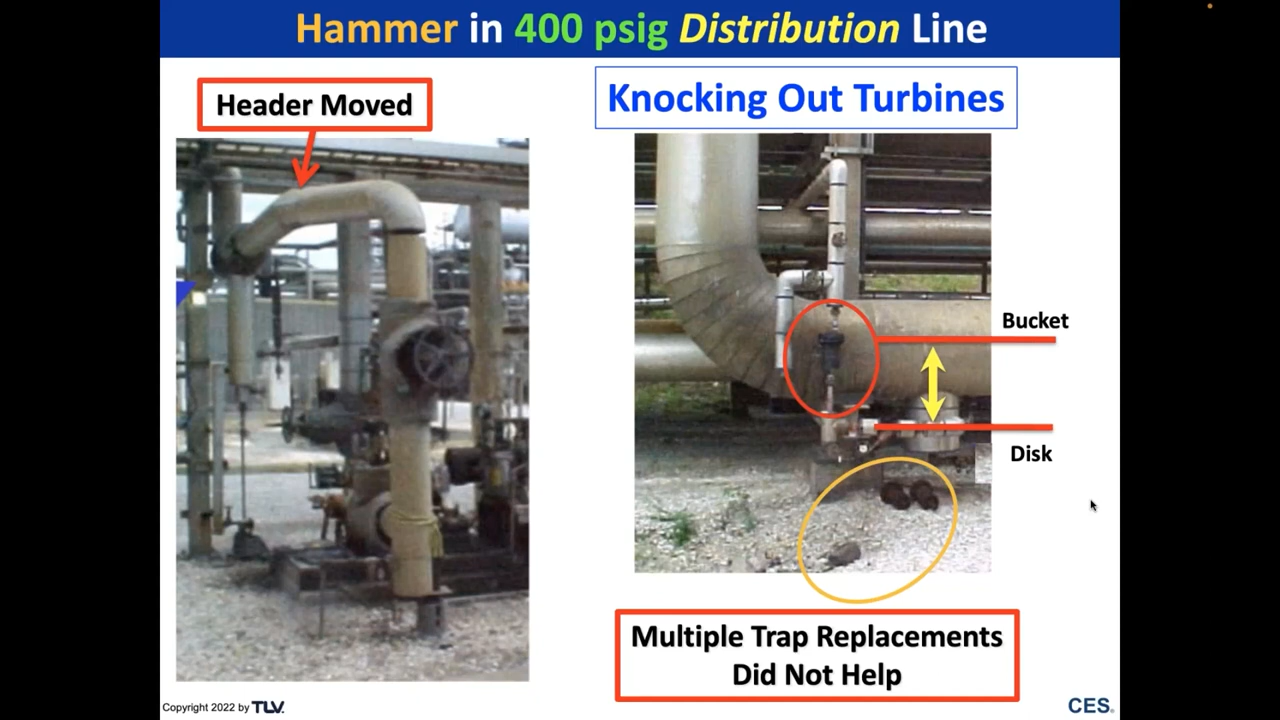 Hammer in 400 psig Distribution Line
Header Moved
Knocking Out Turbines
Bucket
Disk
Multiple Trap Replacements
Did Not Help
Copyright 2022 by TLV.
CES.